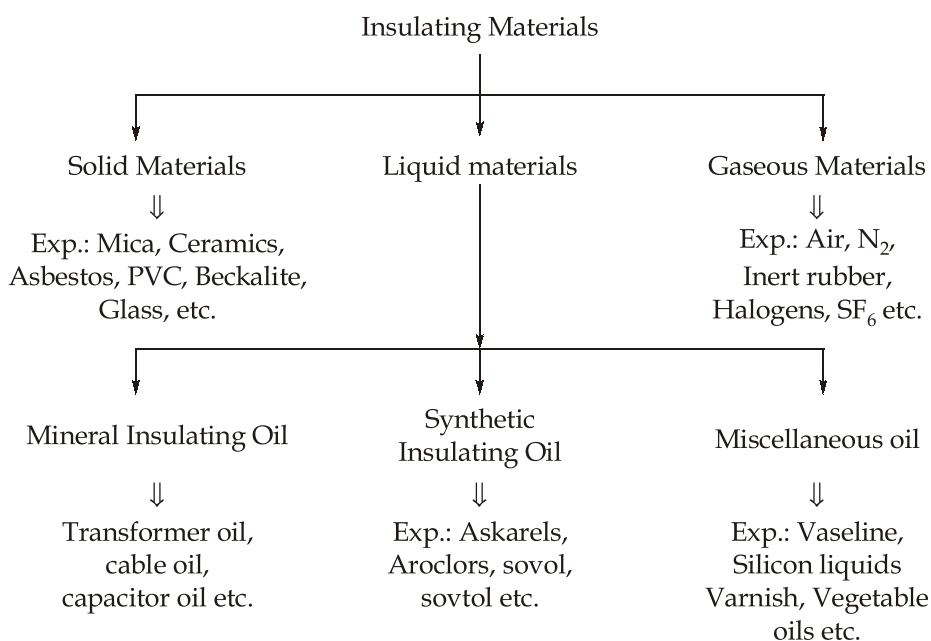 Insulating Materials
Solid Materials
⇓
Exp.: Mica, Ceramics,
Asbestos, PVC, Beckalite,
Glass, etc.
Liquid materials
Gaseous Materials
⇓
Exp.: Air, N₂,
Inert rubber,
Halogens, SF₆ etc.
Mineral Insulating Oil
⇓
Transformer oil,
cable oil,
capacitor oil etc.
Synthetic
Insulating Oil
⇓
Exp.: Askarels,
Aroclors, sovol,
sovtol etc.
Miscellaneous oil
⇓
Exp.: Vaseline,
Silicon liquids
Varnish, Vegetable
oils etc.